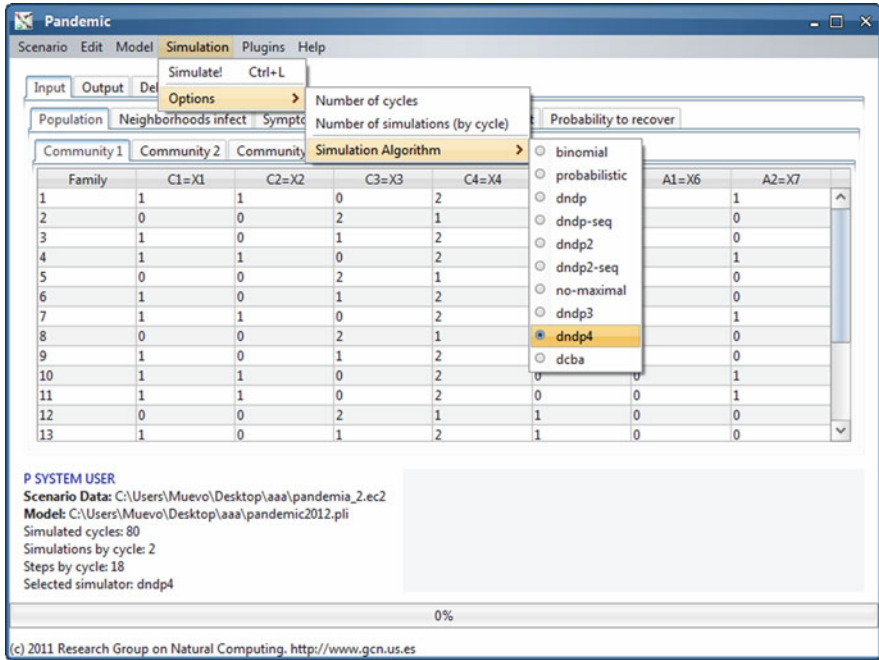 Pandemic
Scenario Edit Model Simulation Plugins Help
Simulate! Ctrl+L
Input Output Del
Options Number of cycles
Population Neighborhoods infect Sympto Number of simulations (by cycle) t Probability to recover
Community 1 Community 2 Community Simulation Algorithm binomial
Family C1=X1 C2=X2 C3=X3 C4=X4 probabilistic A1=X6 A2=X7
1 1 1 0 2 dndp 1
2 0 0 2 1 dndp-seq 0
3 1 0 1 2 dndp2 0
4 1 1 0 2 dndp2-seq 1
5 0 0 2 1 0
6 1 0 1 2 no-maximal 0
7 1 1 0 2 dndp3 1
8 0 0 2 1 dndp4 0
9 1 0 1 2 dcba 0
10 1 1 0 2 0 0 1
11 1 1 0 2 0 0 1
12 0 0 2 1 1 0 0
13 1 0 1 2 1 0 0
P SYSTEM USER
Scenario Data: C:\Users\Muevo\Desktop\aaa\pandemia_2.ec2
Model: C:\Users\Muevo\Desktop\aaa\pandemic2012.pli
Simulated cycles: 80
Simulations by cycle: 2
Steps by cycle: 18
Selected simulator: dndp4
0%
(c) 2011 Research Group on Natural Computing. http://www.gcn.us.es